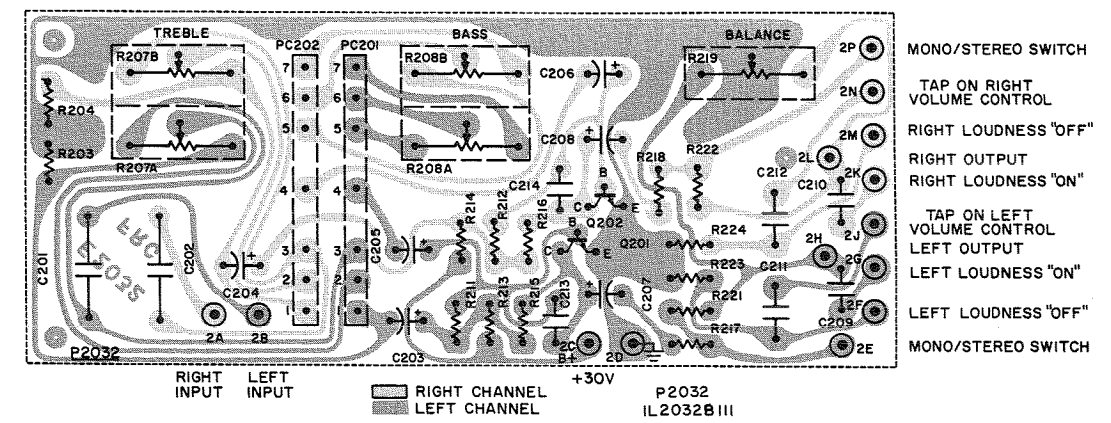 TREBLE PC202 PC201 BASS BALANCE
R207B R208B R219 2P MONO/STEREO SWITCH
7 7 C206 +
6 6 2N TAP ON RIGHT
VOLUME CONTROL
R204
5 5 + C208 2M RIGHT LOUDNESS "OFF"
R203 R207A R208A R218 R222 2L RIGHT OUTPUT
4 4 C214 B C212 C210 2K RIGHT LOUDNESS "ON"
R214 R212 R216 C E
Q202
B TAP ON LEFT
VOLUME CONTROL
2J
C201 C202 3 3 C205 + C E Q201 R224 2H LEFT OUTPUT
C204 + 2 2 R223 C211 2G LEFT LOUDNESS "ON"
R211 R213 R215 C213 + C207 R221
1 1 2F LEFT LOUDNESS "OFF"
2A 2B + C203 R217 C209
P2032 2C 2D 2E MONO/STEREO SWITCH
B+
RIGHT
INPUT
LEFT
INPUT
+30V
RIGHT CHANNEL
LEFT CHANNEL
P2032
IL2032BIII